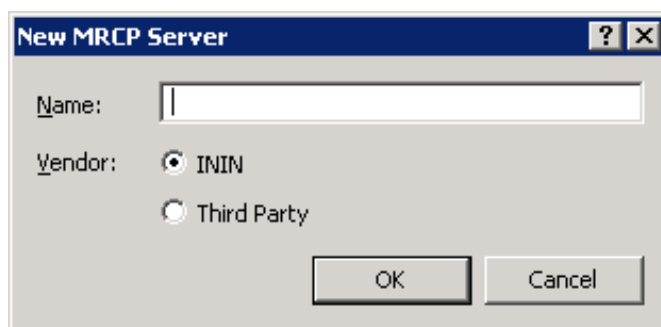 New MRCP Server ? X
Name:
Vendor: ININ
Third Party
OK Cancel